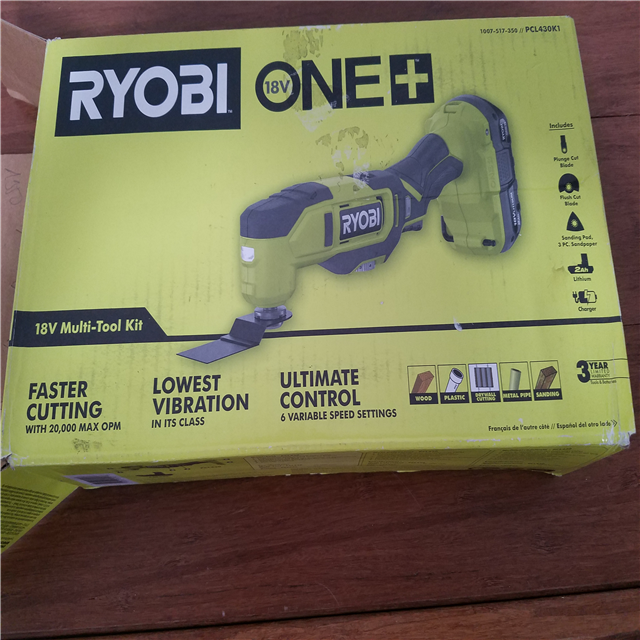 1007-517-350 // PCL430K1
RYOBI
18V ONE+
Includes
Plunge Cut
Blade
Flush Cut
Blade
Sanding Pad,
3 PC. Sandpaper
2Ah
Lithium
Charger
RYOBI
18V Multi-Tool Kit
FASTER
CUTTING
WITH 20,000 MAX OPM
LOWEST
VIBRATION
IN ITS CLASS
ULTIMATE
CONTROL
6 VARIABLE SPEED SETTINGS
WOOD
PLASTIC
DRYWALL
CUTTING
METAL PIPE
SANDING
3 YEAR
LIMITED
WARRANTY
Français de l'autre côté // Español del otro lado